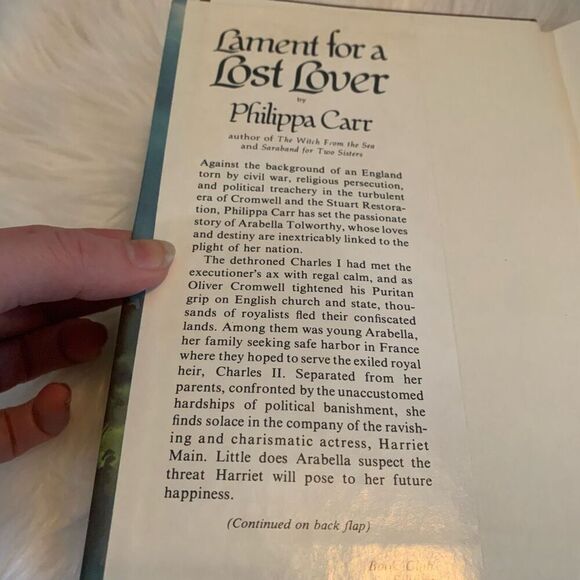 Lament for a
Lost Lover
by
Philippa Carr
author of The Witch From the Sea
and Saraband for Two Sisters
Against the background of an England
torn by civil war, religious persecution,
and political treachery in the turbulent
era of Cromwell and the Stuart Restora-
tion, Philippa Carr has set the passionate
story of Arabella Tolworthy, whose loves
and destiny are inextricably linked to the
plight of her nation.
The dethroned Charles I had met the
executioner's ax with regal calm, and as
Oliver Cromwell tightened his Puritan
grip on English church and state, thou-
sands of royalists fled their confiscated
lands. Among them was young Arabella,
her family seeking safe harbor in France
where they hoped to serve the exiled royal
heir, Charles II. Separated from her
parents, confronted by the unaccustomed
hardships of political banishment, she
finds solace in the company of the ravish-
ing and charismatic actress, Harriet
Main. Little does Arabella suspect the
threat Harriet will pose to her future
happiness.
(Continued on back flap)
Book Club